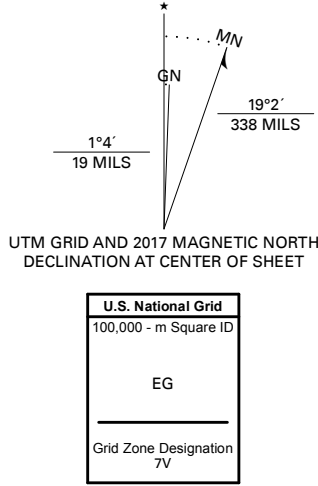 ★
MN
GN
19°2´
338 MILS
1°4´
19 MILS
UTM GRID AND 2017 MAGNETIC NORTH
DECLINATION AT CENTER OF SHEET
U.S. National Grid
100,000 - m Square ID
EG
Grid Zone Designation
7V